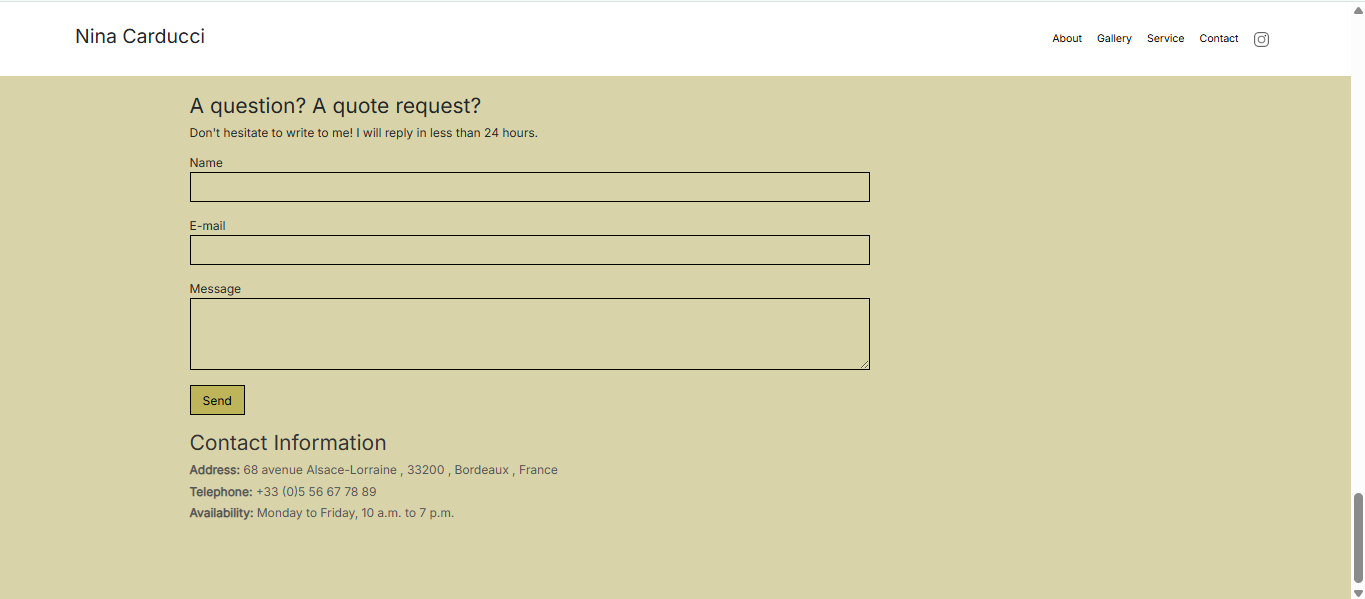 Nina Carducci
About Gallery Service Contact
A question? A quote request?
Don't hesitate to write to me! I will reply in less than 24 hours.
Name
E-mail
Message
Send
Contact Information
Address: 68 avenue Alsace-Lorraine , 33200 , Bordeaux , France
Telephone: +33 (0)5 56 67 78 89
Availability: Monday to Friday, 10 a.m. to 7 p.m.